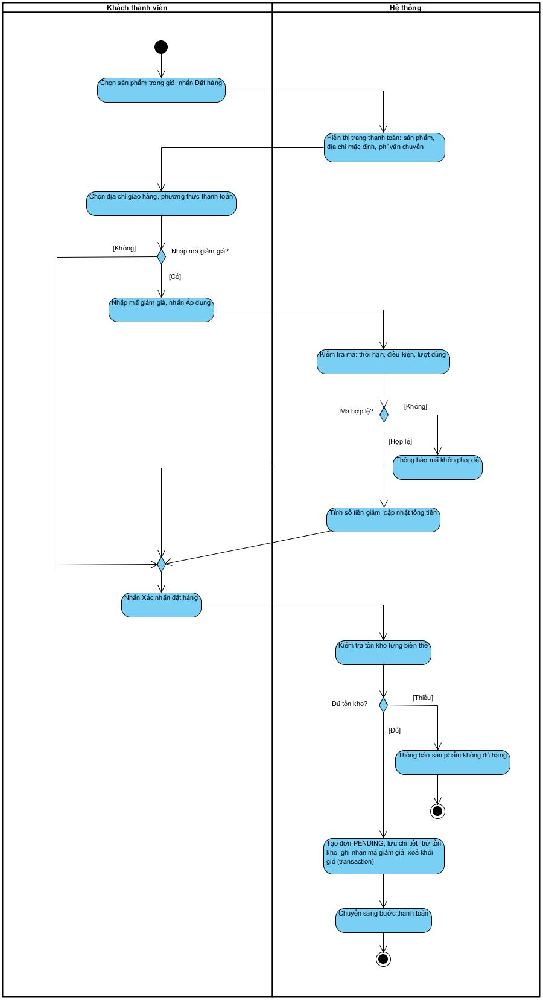 Khách thành viên
Hệ thống
Chọn sản phẩm trong giỏ, nhấn Đặt hàng
Hiển thị trang thanh toán: sản phẩm,
địa chỉ mặc định, phí vận chuyển
Chọn địa chỉ giao hàng, phương thức thanh toán
[Không]
Nhập mã giảm giá?
[Có]
Nhập mã giảm giá, nhấn Áp dụng
Kiểm tra mã: thời hạn, điều kiện, lượt dùng
Mã hợp lệ?
[Không]
[Hợp lệ]
Thông báo mã không hợp lệ
Tính số tiền giảm, cập nhật tổng tiền
Nhấn Xác nhận đặt hàng
Kiểm tra tồn kho từng biến thể
Đủ tồn kho?
[Thiếu]
[Đủ]
Thông báo sản phẩm không đủ hàng
Tạo đơn PENDING, lưu chi tiết, trừ tồn
kho, ghi nhận mã giảm giá, xoá khỏi
giỏ (transaction)
Chuyển sang bước thanh toán